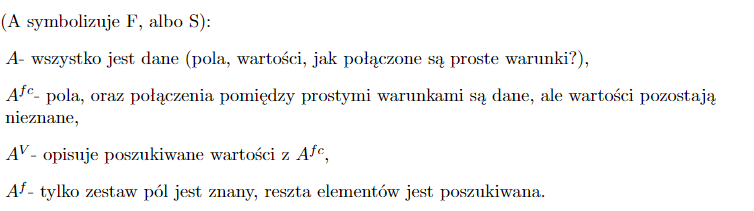 (A symbolizuje F, albo S):
A- wszystko jest dane (pola, wartości, jak połączone są proste warunki?),
A^{fc}- pola, oraz połączenia pomiędzy prostymi warunkami są dane, ale wartości pozostają
nieznane,
A^{V}- opisuje poszukiwane wartości z A^{fc},
A^{f}- tylko zestaw pól jest znany, reszta elementów jest poszukiwana.